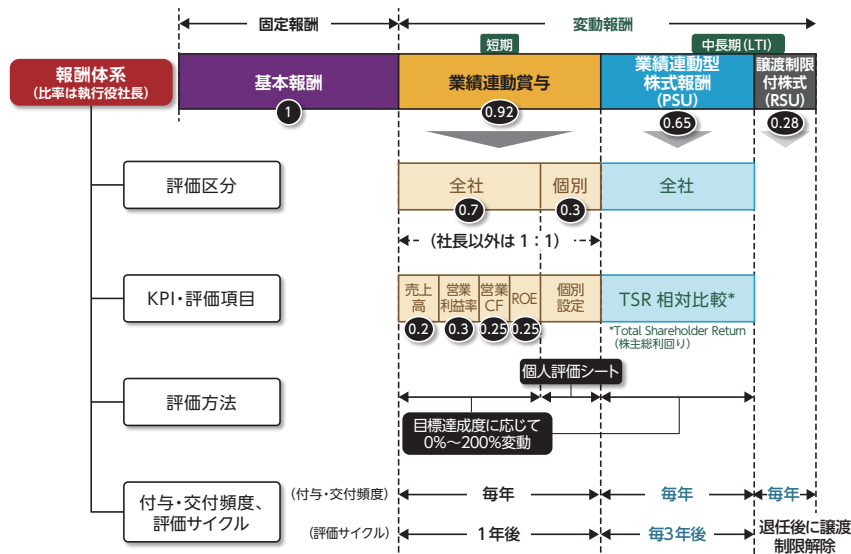 固定報酬
変動報酬
短期
中長期(LTI)
報酬体系
(比率は執行役社長)
基本報酬
1
業績連動賞与
0.92
業績連動型
株式報酬
(PSU)
0.65
譲渡制限
付株式
(RSU)
0.28
評価区分
全社
0.7
個別
0.3
全社
(社長以外は1:1)
KPI・評価項目
売上
高
0.2
営業
利益率
0.3
営業
CF
0.25
ROE
0.25
個別
設定
TSR 相対比較*
*Total Shareholder Return
(株主総利回り)
評価方法
個人評価シート
目標達成度に応じて
0%~200%変動
付与・交付頻度、
評価サイクル
(付与・交付頻度)
毎年
毎年
毎年
(評価サイクル)
1年後
毎3年後
退任後に譲渡
制限解除